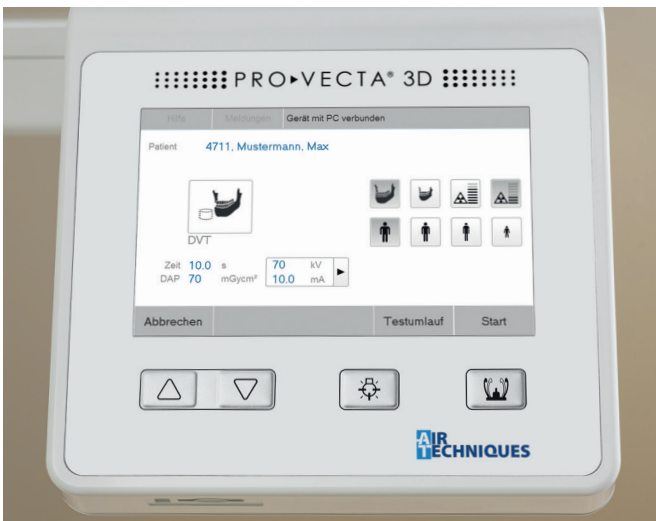 PRO▸VECTA® 3D
Hilfe Meldungen Gerät mit PC verbunden
Patient 4711, Mustermann, Max
DVT
Zeit 10.0 s 70 kV
DAP 70 mGycm² 10.0 mA
Abbrechen Testumlauf Start
AIR
TECHNIQUES